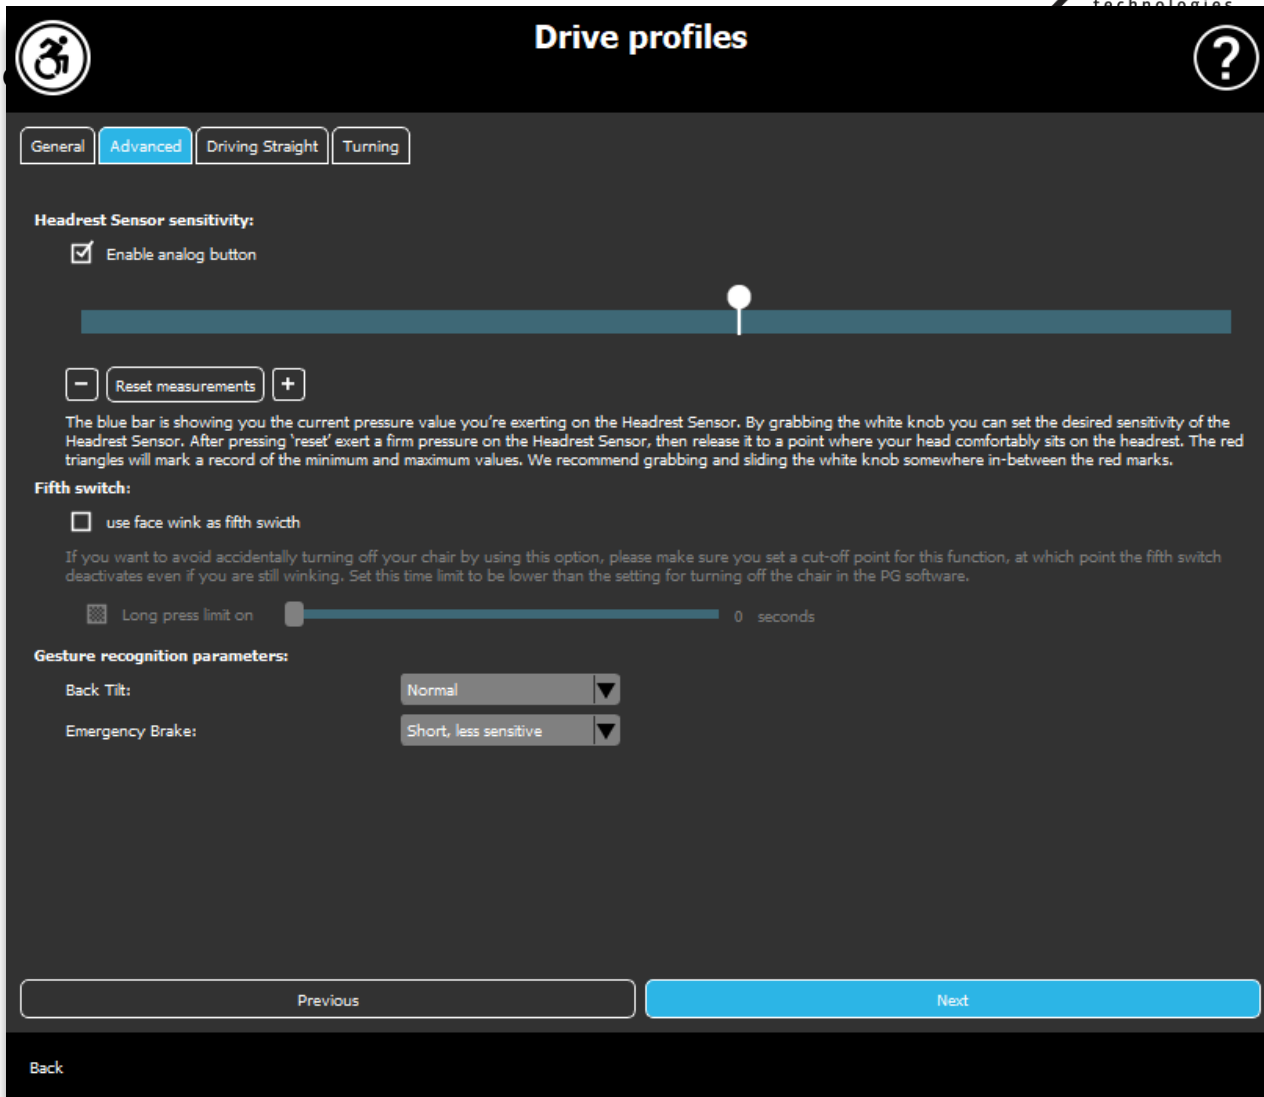 technologies
Drive profiles
?
General Advanced Driving Straight Turning
Headrest Sensor sensitivity:
Enable analog button
− Reset measurements +
The blue bar is showing you the current pressure value you’re exerting on the Headrest Sensor. By grabbing the white knob you can set the desired sensitivity of the
Headrest Sensor. After pressing ‘reset’ exert a firm pressure on the Headrest Sensor, then release it to a point where your head comfortably sits on the headrest. The red
triangles will mark a record of the minimum and maximum values. We recommend grabbing and sliding the white knob somewhere in-between the red marks.
Fifth switch:
use face wink as fifth swicth
If you want to avoid accidentally turning off your chair by using this option, please make sure you set a cut-off point for this function, at which point the fifth switch
deactivates even if you are still winking. Set this time limit to be lower than the setting for turning off the chair in the PG software.
Long press limit on 0 seconds
Gesture recognition parameters:
Back Tilt: Normal
Emergency Brake: Short, less sensitive
Previous Next
Back